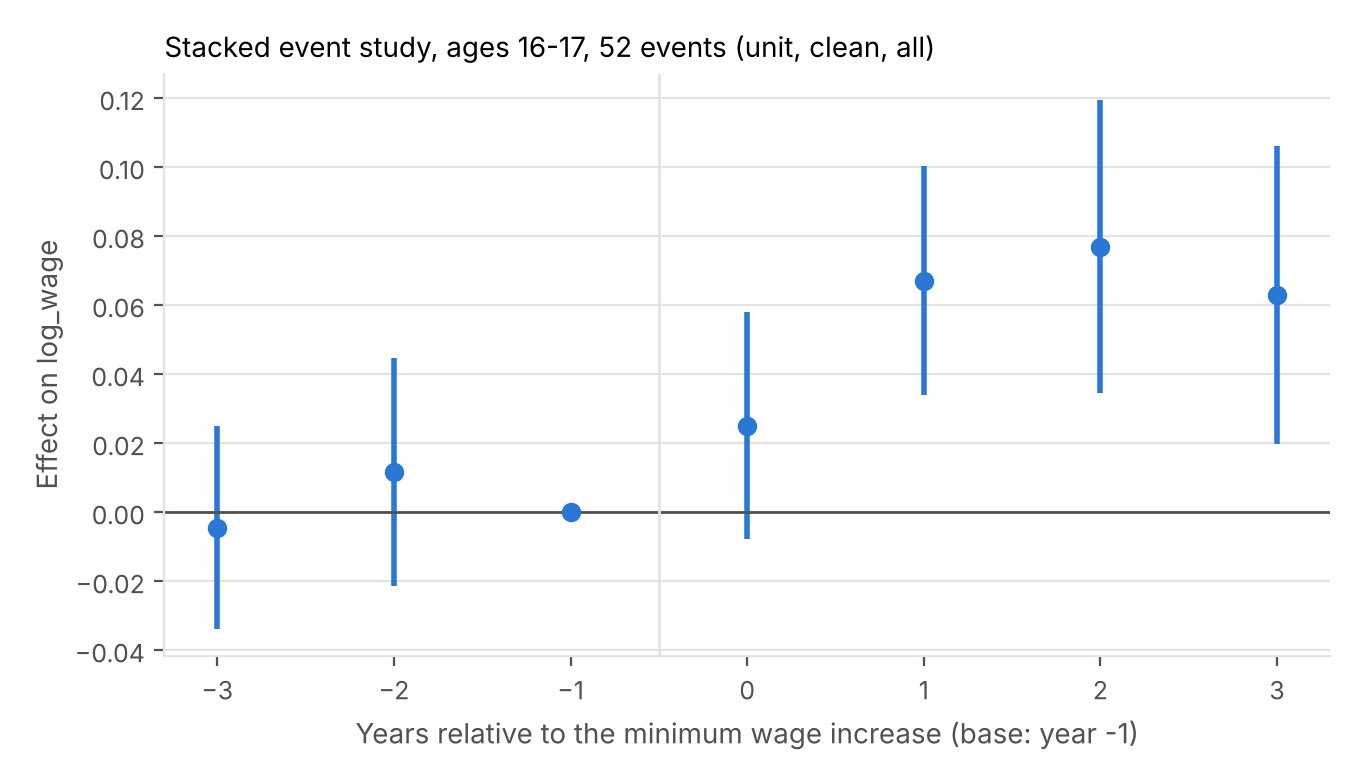 Stacked event study, ages 16-17, 52 events (unit, clean, all)
0.12
0.10
0.08
0.06
0.04
0.02
0.00
−0.02
−0.04
Effect on log_wage
−3 −2 −1 0 1 2 3
Years relative to the minimum wage increase (base: year -1)